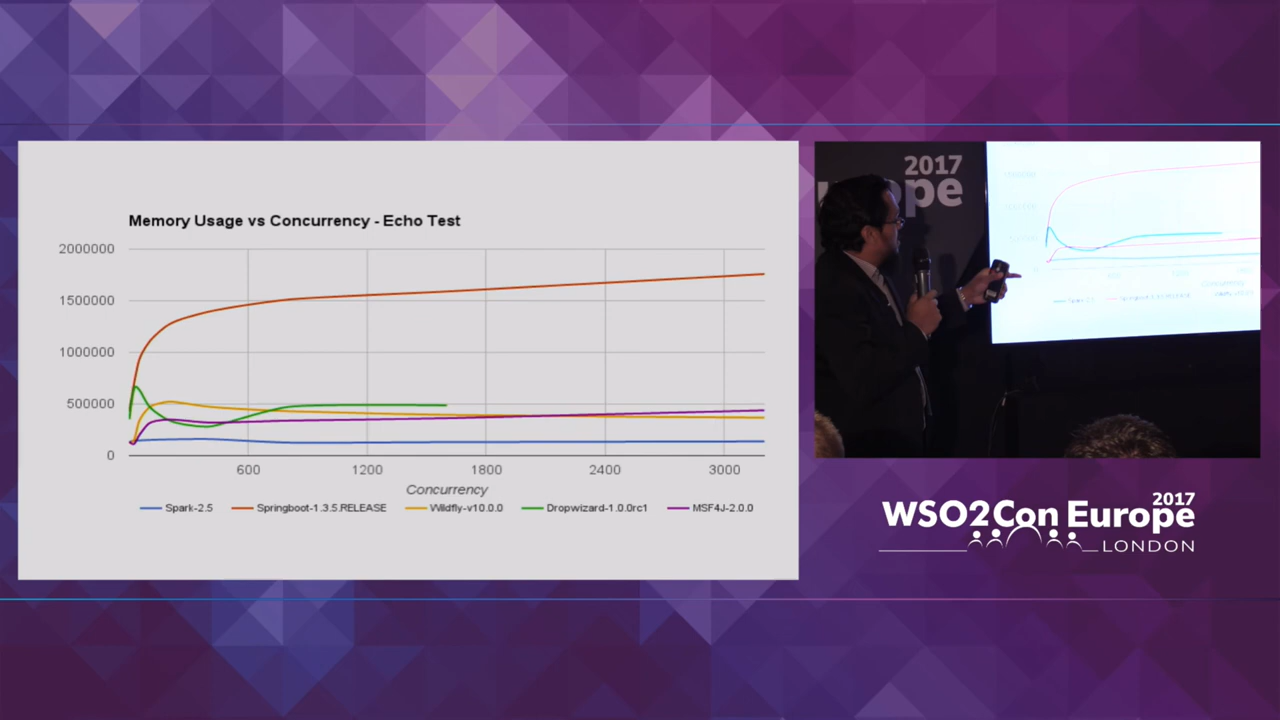 Memory Usage vs Concurrency - Echo Test
2000000
1500000
1000000
500000
0
600
1200
1800
2400
3000
Concurrency
Spark-2.5
Springboot-1.3.5.RELEASE
Wildfly-v10.0.0
Dropwizard-1.0.0rc1
MSF4J-2.0.0
2017
ope
Concurrency
2017
WSO2Con Europe
LONDON